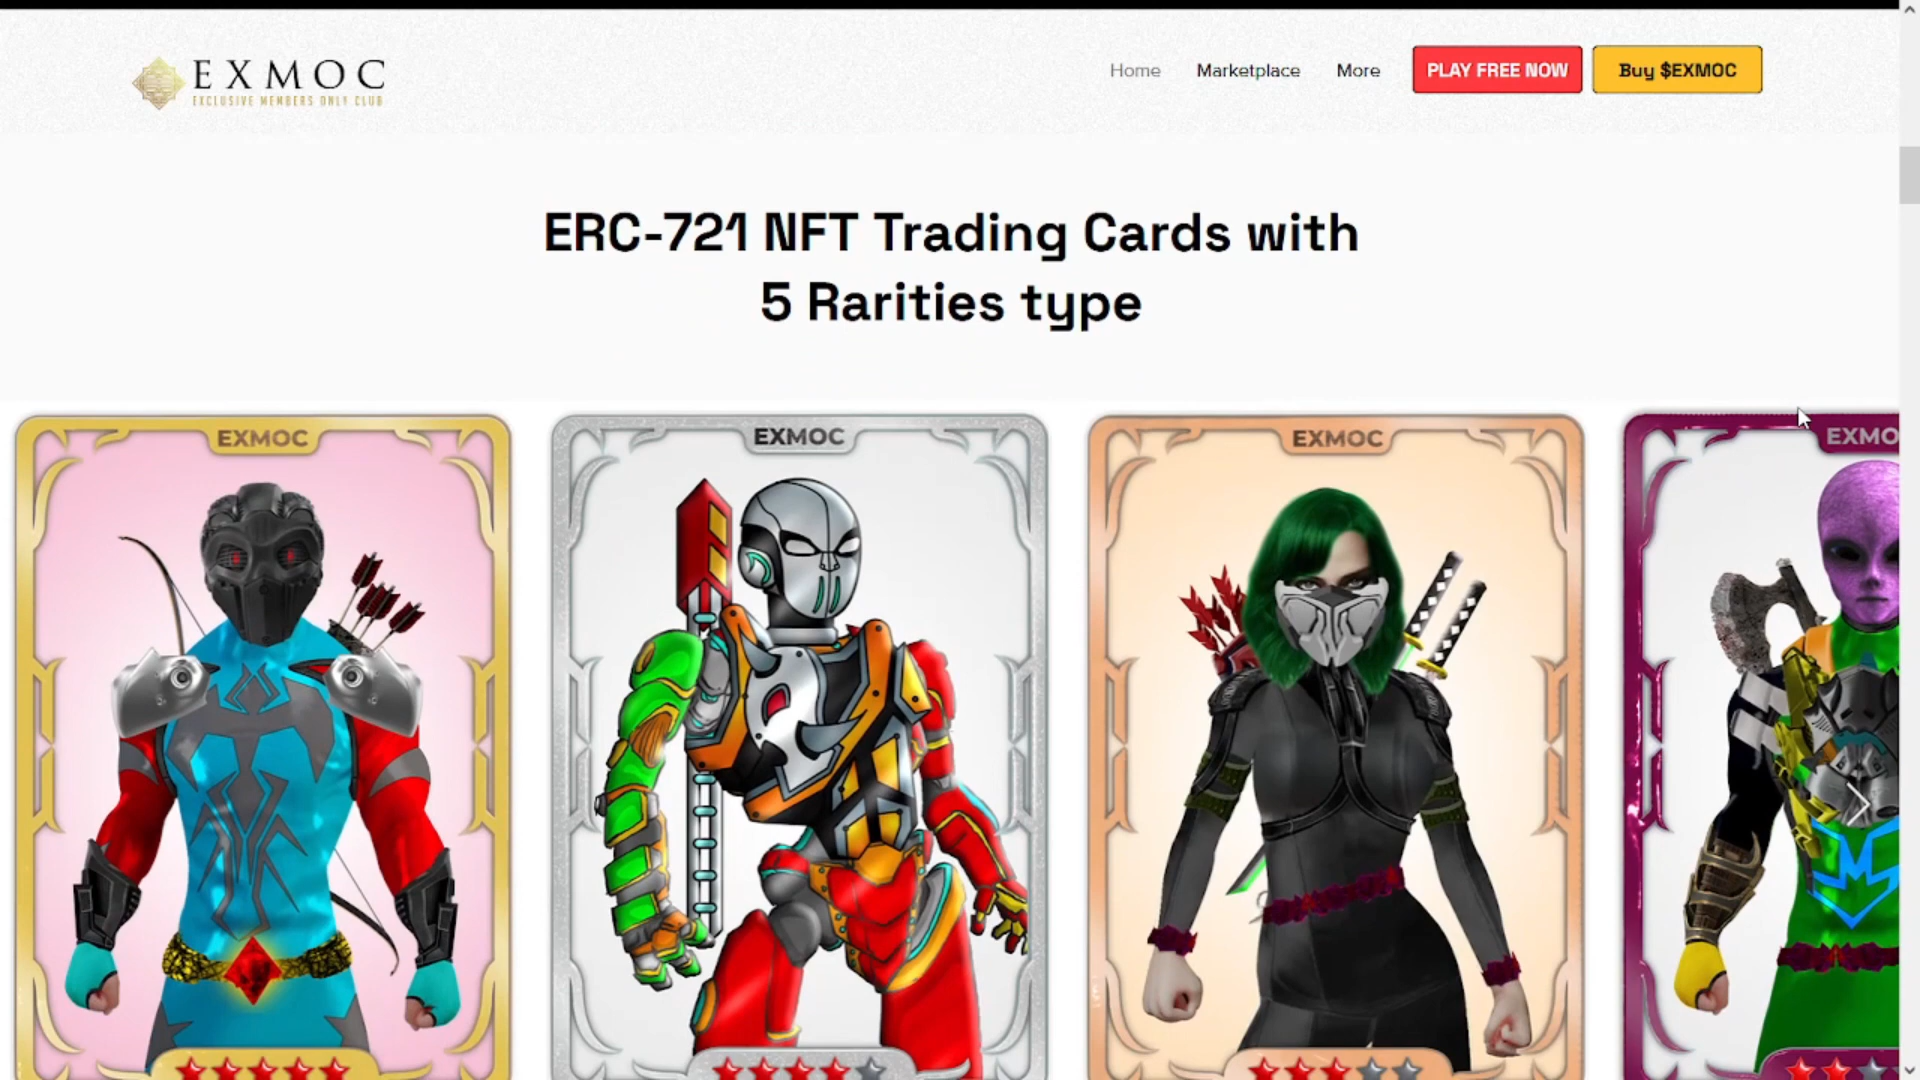 EXMOC
EXCLUSIVE MEMBERS ONLY CLUB
Home
Marketplace
More
PLAY FREE NOW
Buy $EXMOC
ERC-721 NFT Trading Cards with
5 Rarities type
EXMOC
EXMOC
EXMOC
EXMO